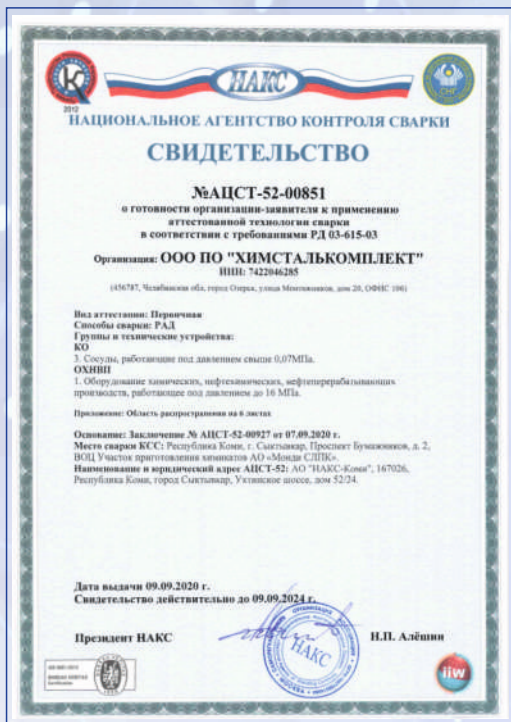 НАКС
СНГ
2012
НАЦИОНАЛЬНОЕ АГЕНТСТВО КОНТРОЛЯ СВАРКИ
СВИДЕТЕЛЬСТВО
№АЦСТ-52-00851
о готовности организации-заявителя к применению
аттестованной технологии сварки
в соответствии с требованиями РД 03-615-03
Организация: ООО ПО "ХИМСТАЛЬКОМПЛЕКТ"
ИНН: 7422046285
(456787, Челябинская обл, город Озерск, улица Монтажников, дом 20, ОФИС 106)
Вид аттестации: Первичная
Способы сварки: РАД
Группы и технические устройства:
КО
3. Сосуды, работающие под давлением свыше 0,07МПа.
ОХНВП
1. Оборудование химических, нефтехимических, нефтеперерабатывающих
производств, работающее под давлением до 16 МПа.
Приложение: Область распространения на 6 листах
Основание: Заключение № АЦСТ-52-00927 от 07.09.2020 г.
Место сварки КСС: Республика Коми, г. Сыктывкар, Проспект Бумажников, д. 2,
ВОЦ Участок приготовления химикатов АО «Монди СЛПК».
Наименование и юридический адрес АЦСТ-52: АО "НАКС-Коми", 167026,
Республика Коми, город Сыктывкар, Ухтинское шоссе, дом 52/24.
Дата выдачи 09.09.2020 г.
Свидетельство действительно до 09.09.2024 г.
Президент НАКС
НАКС
Н.П. Алёшин
iiw